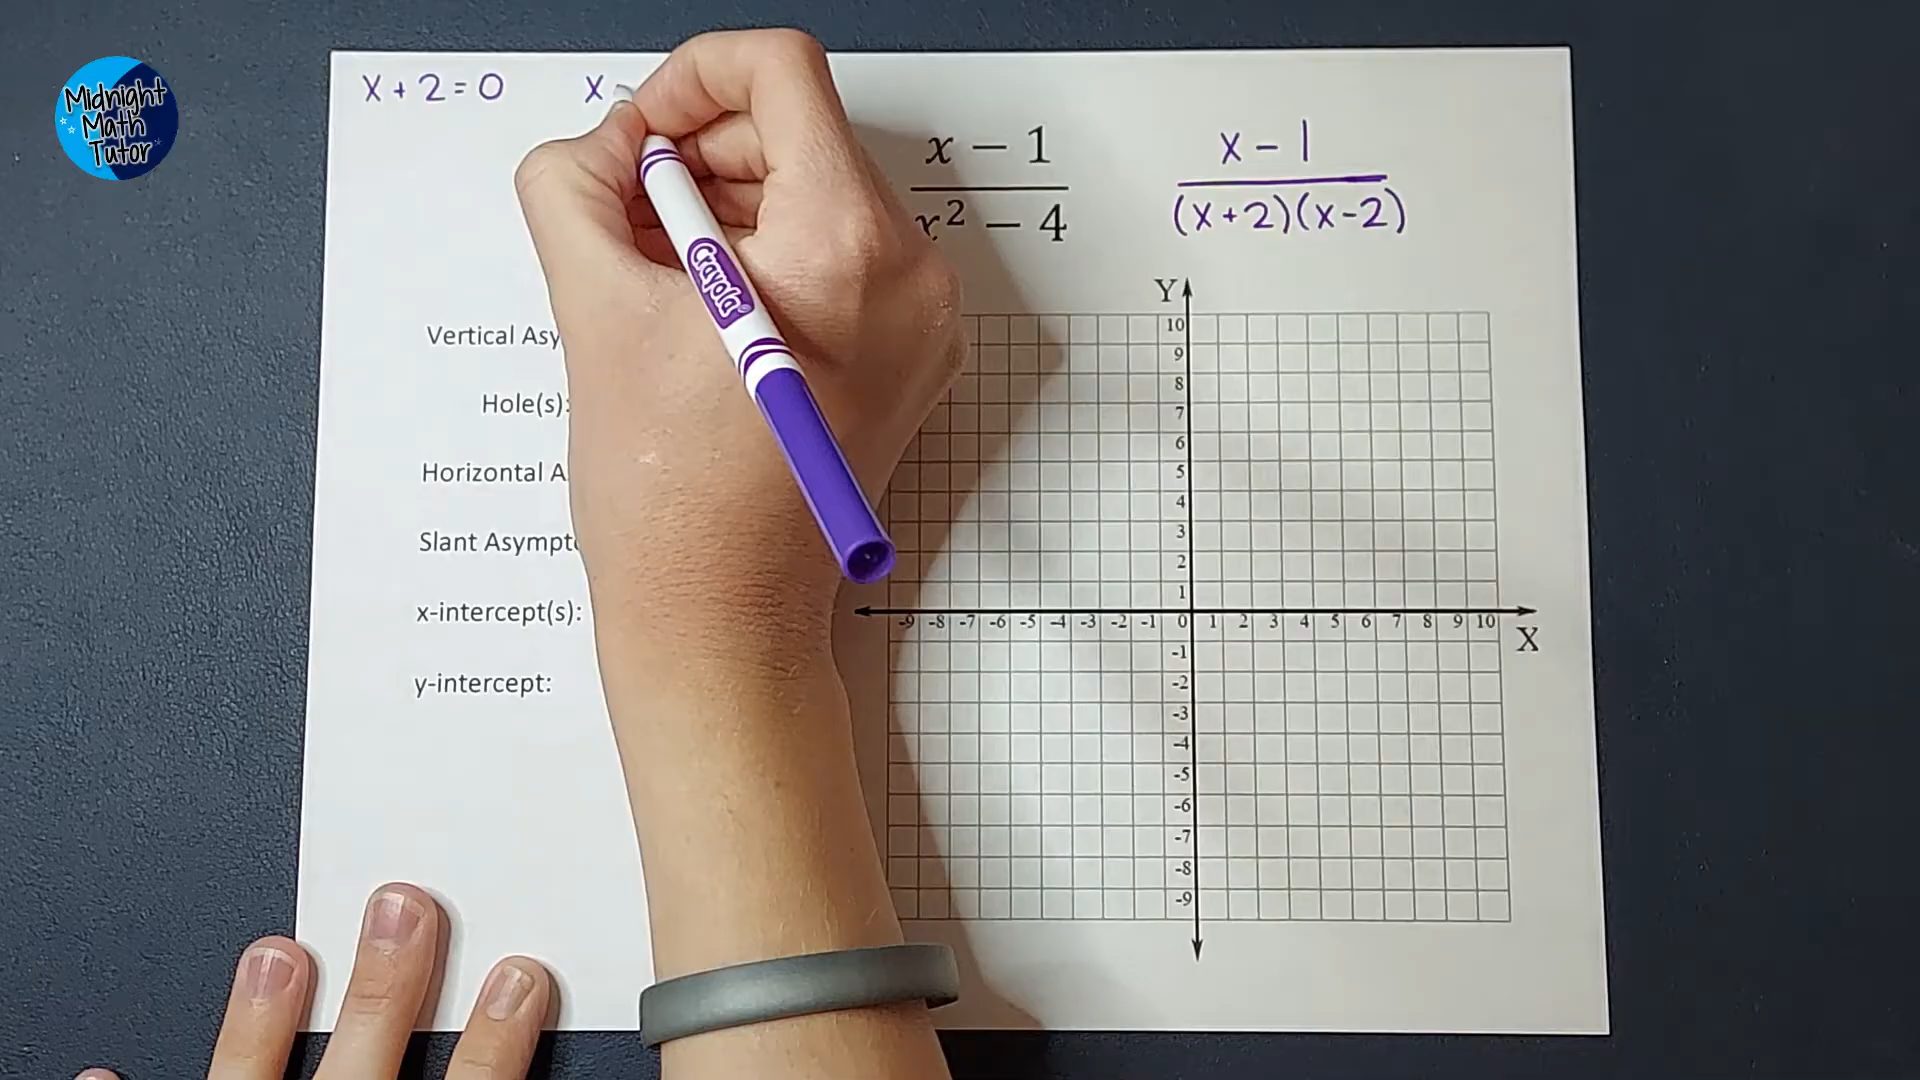 Midnight
Math
Tutor
x + 2 = 0
x -
x − 1
x² − 4
x - 1
(x+2)(x-2)
Vertical Asy
Hole(s):
Horizontal A
Slant Asympt
x-intercept(s):
y-intercept:
Crayola
Y
10
9
8
7
6
5
4
3
2
1
-9 -8 -7 -6 -5 -4 -3 -2 -1 0 1 2 3 4 5 6 7 8 9 10
X
-1
-2
-3
-4
-5
-6
-7
-8
-9